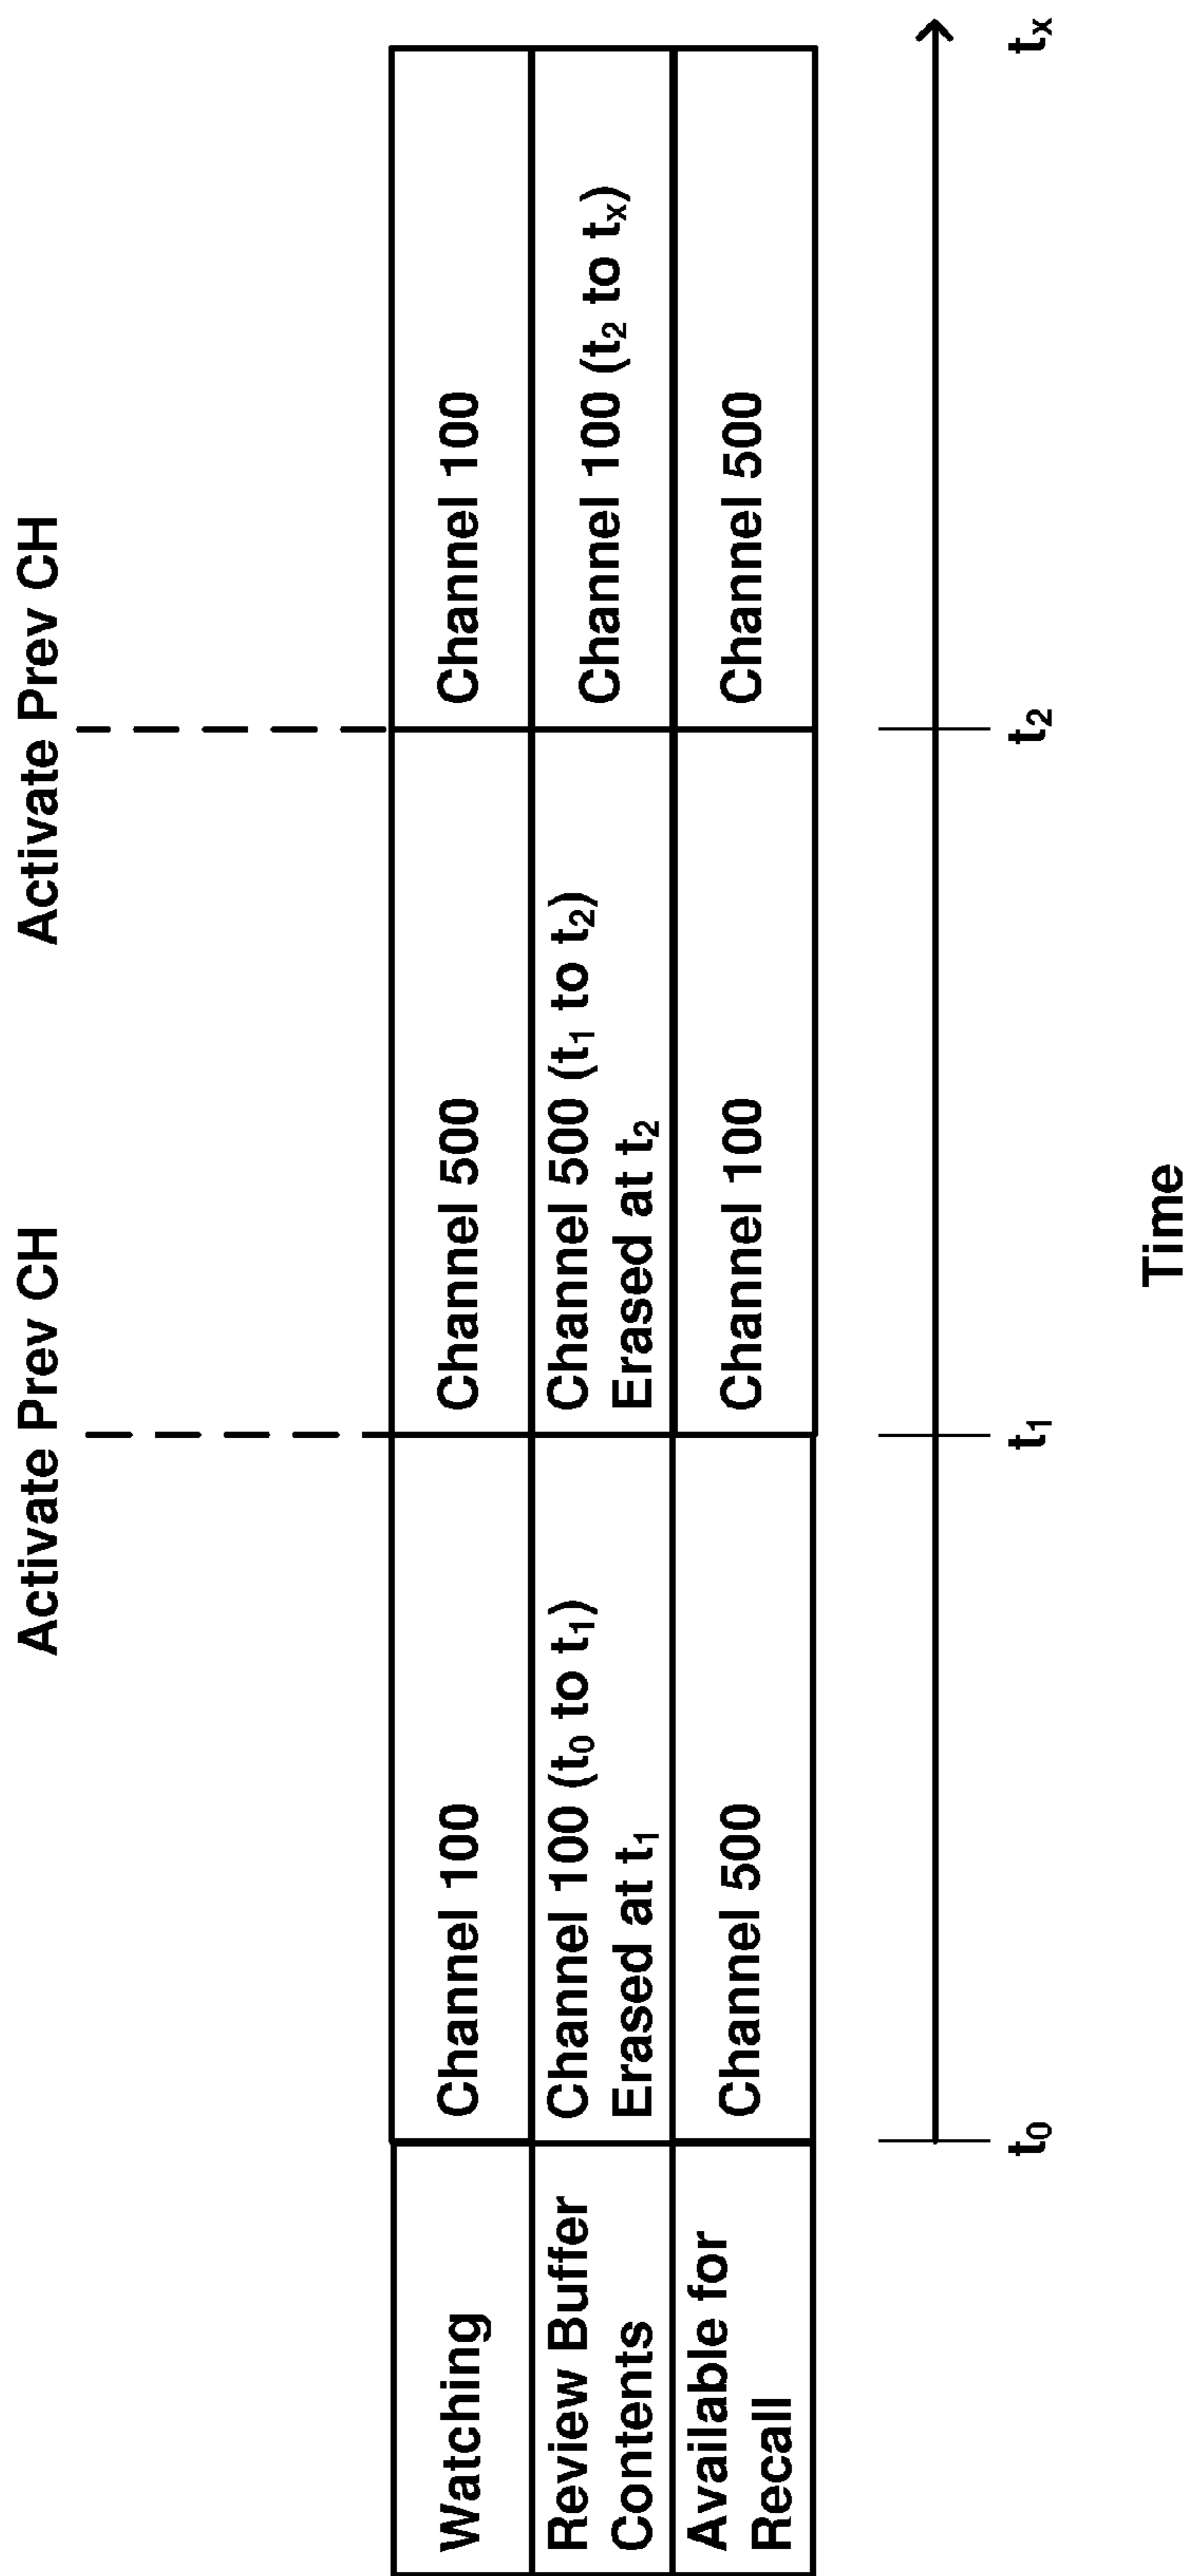 Activate Prev CH
Activate Prev CH
Watching
Channel 100
Channel 500
Channel 100
Review Buffer
Contents
Channel 100 (t₀ to t₁)
Erased at t₁
Channel 500 (t₁ to t₂)
Erased at t₂
Channel 100 (t₂ to tₓ)
Available for
Recall
Channel 500
Channel 100
Channel 500
t₀
t₁
t₂
tₓ
Time